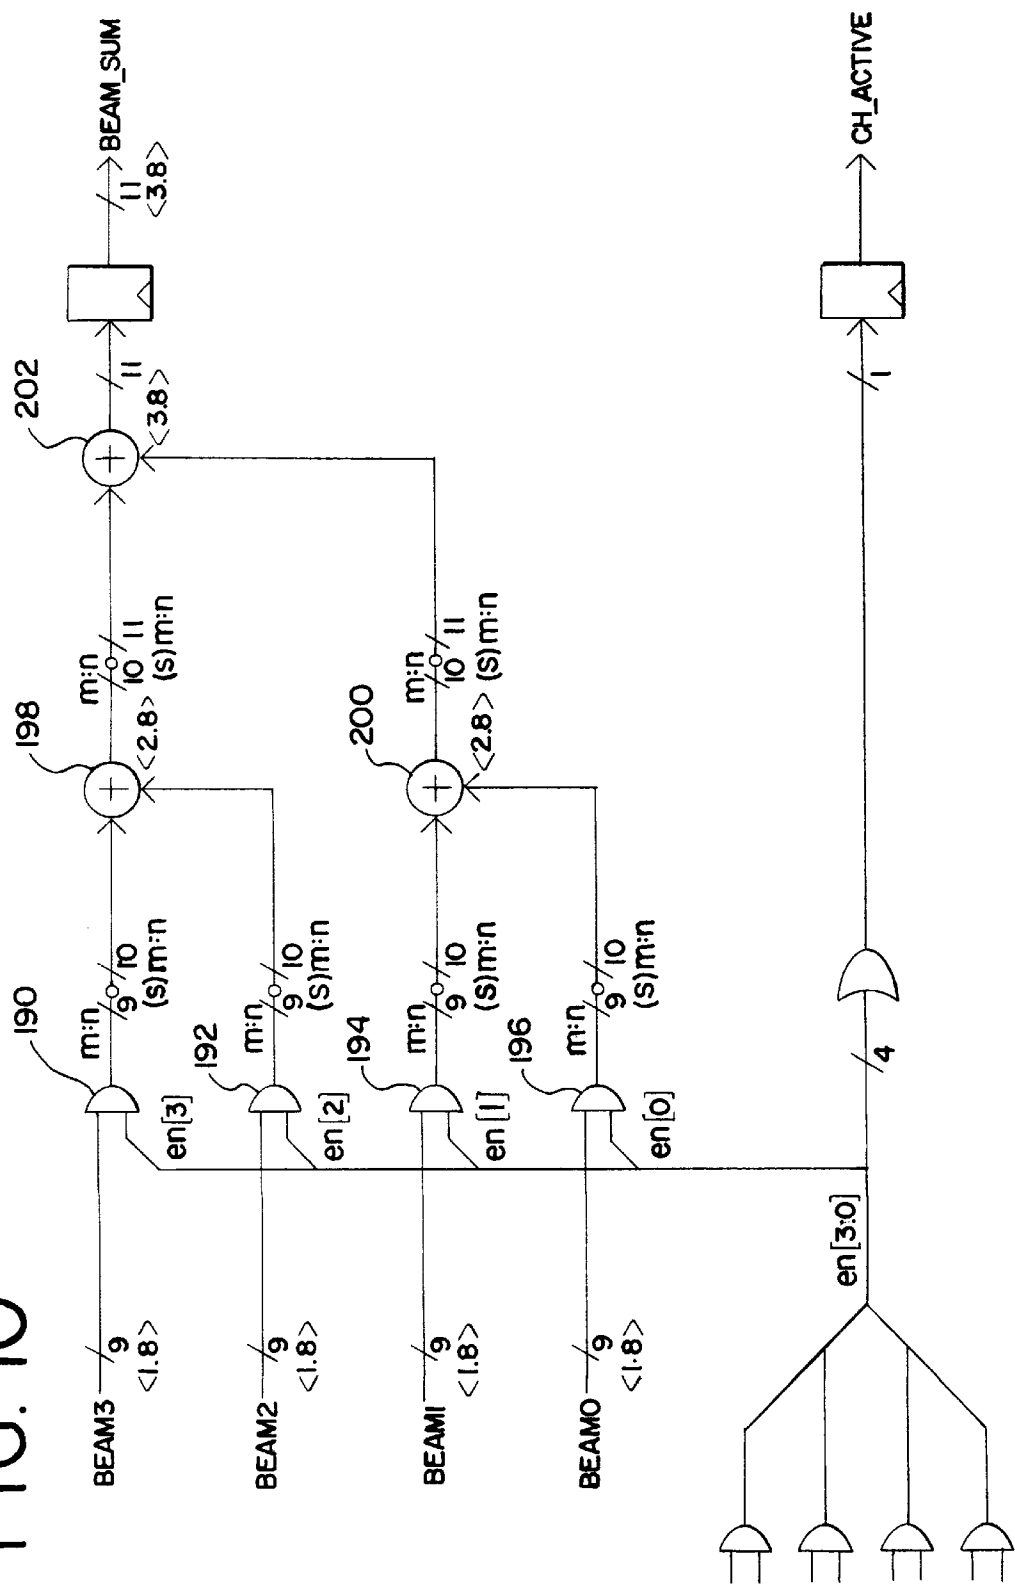 FIG. 10
BEAM3
9
<1.8>
en[3]
190
m:n
9
10
(s)m:n
198
<2.8>
m:n
10
11
(s)m:n
202
<3.8>
11
11
<3.8>
BEAM_SUM
BEAM2
9
<1.8>
en[2]
192
m:n
9
10
(s)m:n
BEAM1
9
<1.8>
en[1]
194
m:n
9
10
(s)m:n
200
<2.8>
m:n
10
11
(s)m:n
BEAM0
9
<1.8>
en[0]
196
m:n
9
10
(s)m:n
en[3:0]
4
1
CH_ACTIVE